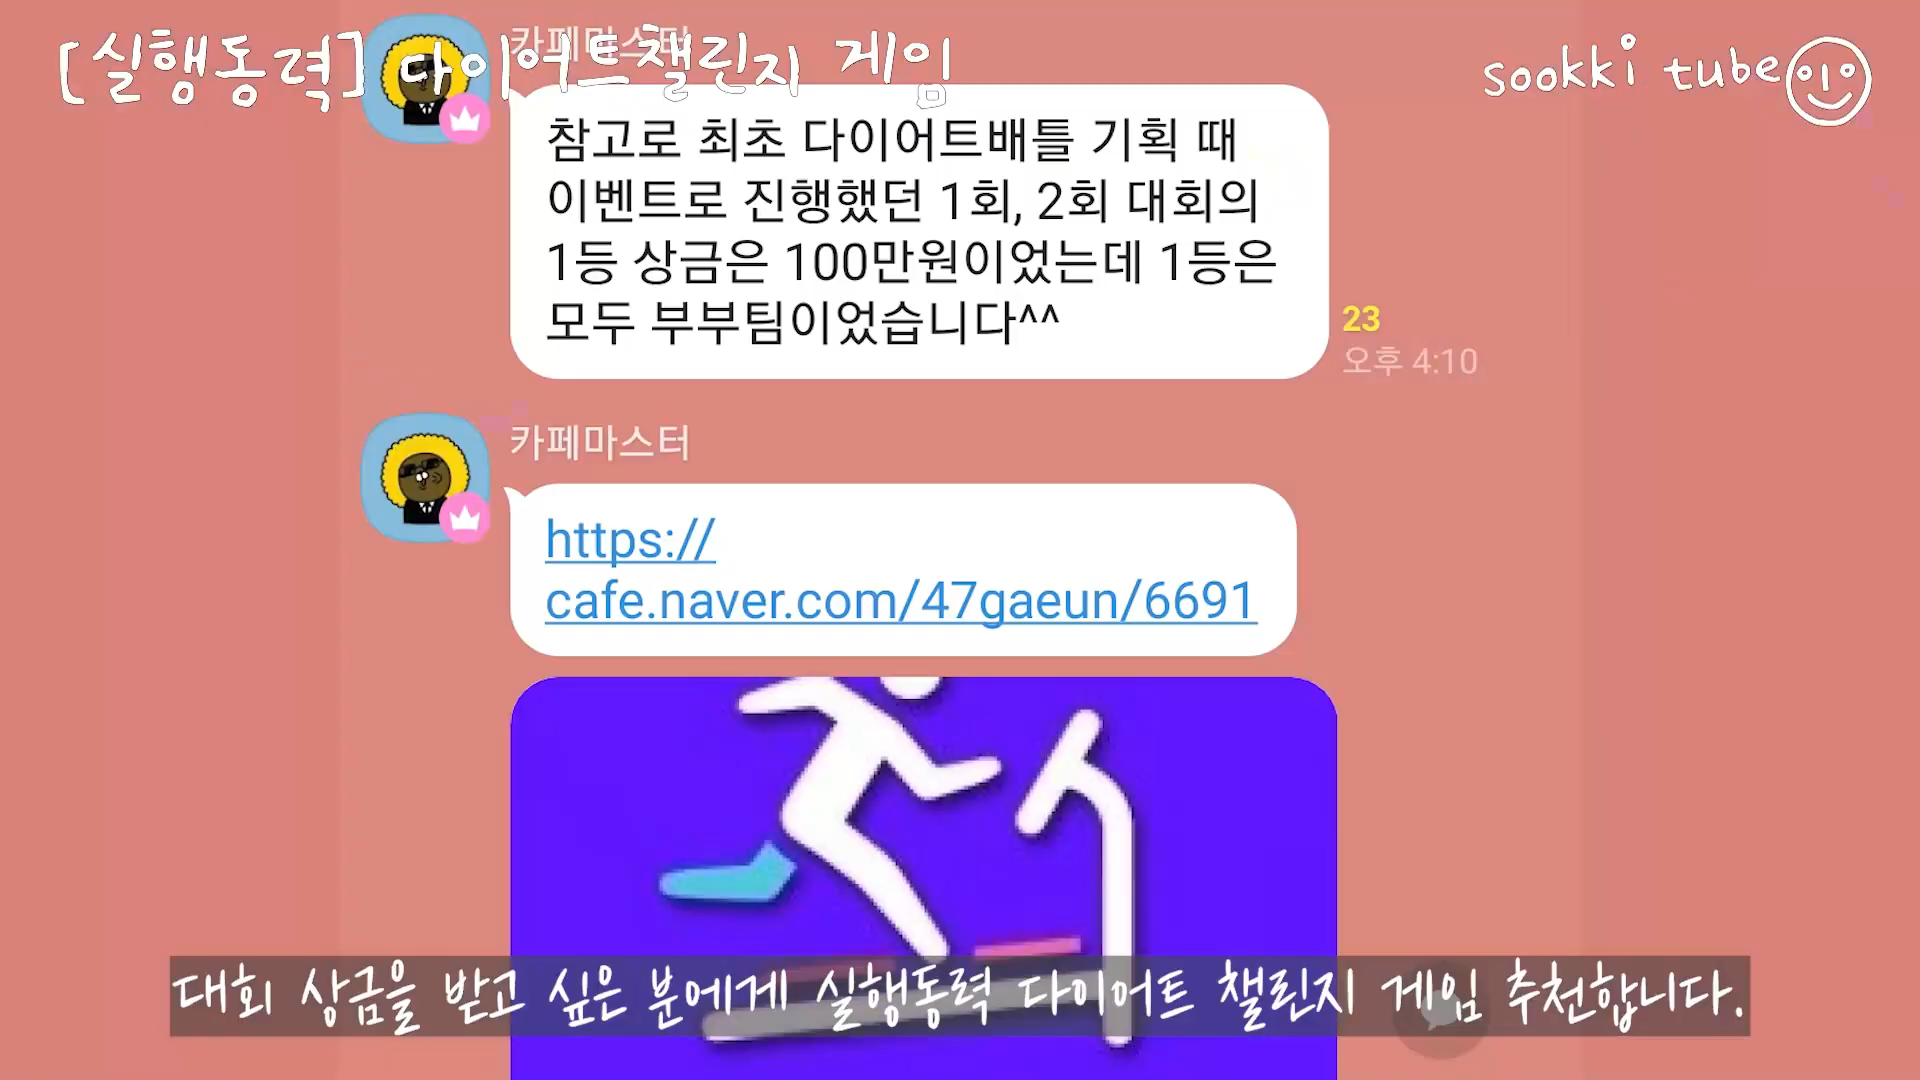 [실행동력] 다이어트챌린지 게임
sookki tube
카페마스터
참고로 최초 다이어트배틀 기획 때
이벤트로 진행했던 1회, 2회 대회의
1등 상금은 100만원이었는데 1등은
모두 부부팀이었습니다^^
23
오후 4:10
카페마스터
https://
cafe.naver.com/47gaeun/6691
대회 상금을 받고 싶은 분에게 실행동력 다이어트 챌린지 게임 추천합니다.